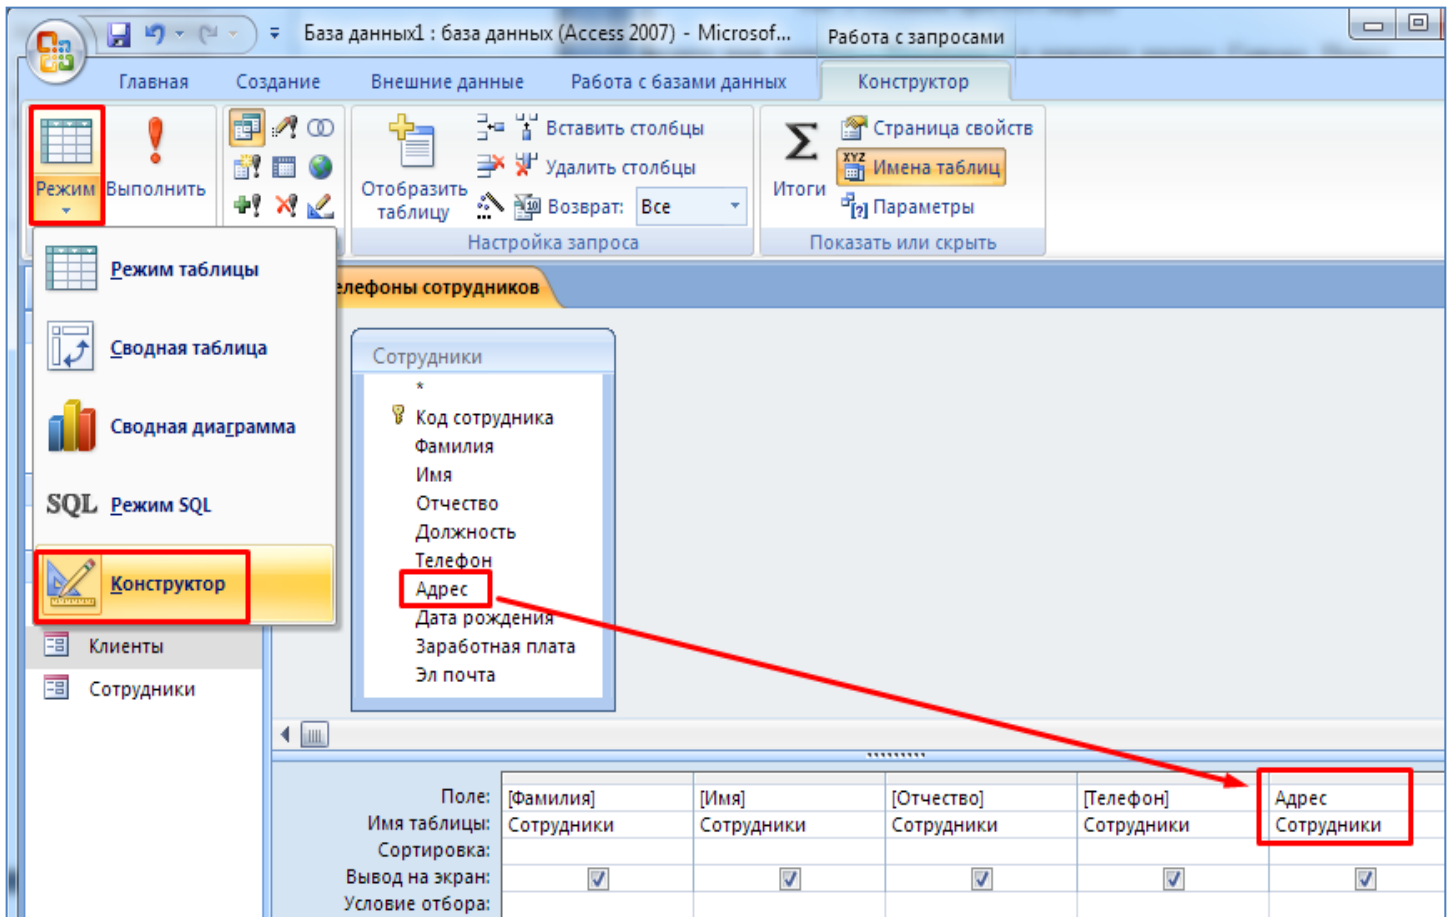 База данных1 : база данных (Access 2007) - Microsof...
Работа с запросами
Главная
Создание
Внешние данные
Работа с базами данных
Конструктор
Режим
Выполнить
Отобразить
таблицу
Вставить столбцы
Удалить столбцы
Возврат: Все
Настройка запроса
Итоги
Страница свойств
XYZ
Имена таблиц
[?] Параметры
Показать или скрыть
Режим таблицы
Сводная таблица
Сводная диаграмма
SQL Режим SQL
Конструктор
Клиенты
Сотрудники
елефоны сотрудников
Сотрудники
*
Код сотрудника
Фамилия
Имя
Отчество
Должность
Телефон
Адрес
Дата рождения
Заработная плата
Эл почта
Поле: [Фамилия] [Имя] [Отчество] [Телефон] Адрес
Имя таблицы: Сотрудники Сотрудники Сотрудники Сотрудники Сотрудники
Сортировка:
Вывод на экран:
Условие отбора: